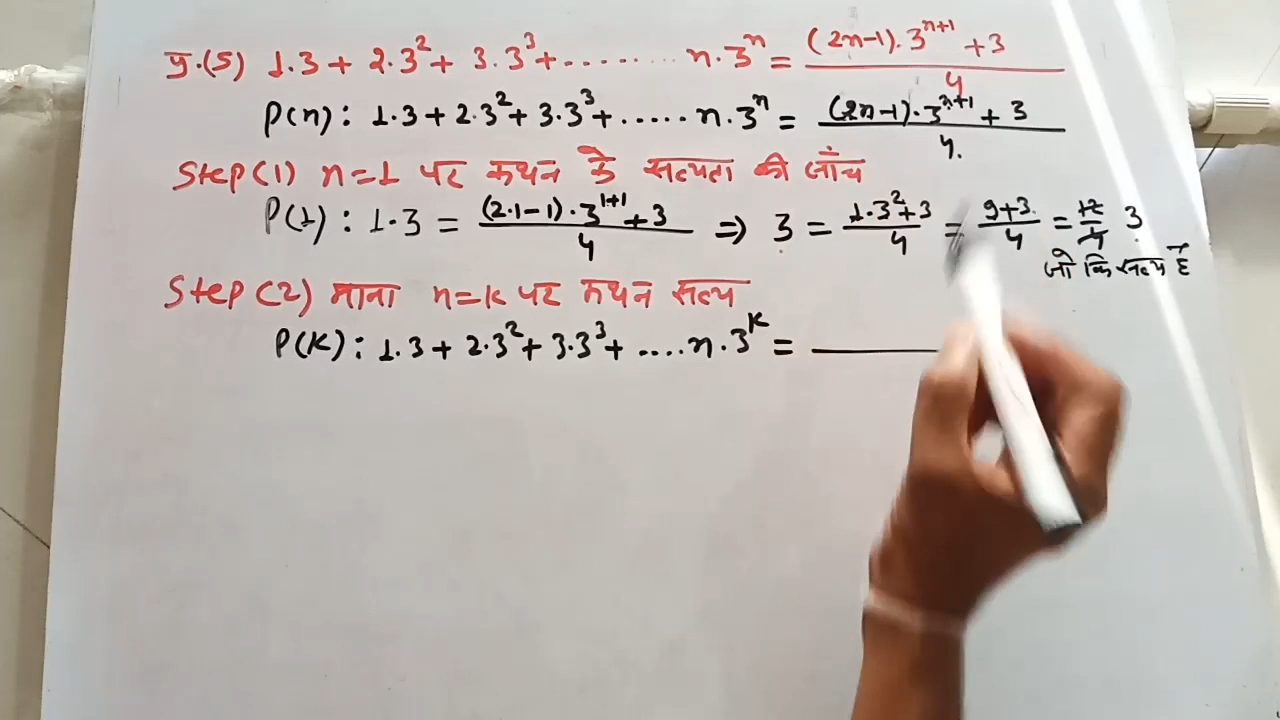 प्र.(5) 1.3 + 2.3² + 3.3³ + ........ n.3ⁿ = ((2n-1).3ⁿ⁺¹ + 3)/4
P(n) : 1.3 + 2.3² + 3.3³ + ..... n.3ⁿ = ((2n-1).3ⁿ⁺¹ + 3)/4.
Step(1) n=1 पर कथन के सत्यता की जाँच
P(1) : 1.3 = ((2.1-1).3¹⁺¹ + 3)/4 ⇒ 3 = (1.3²+3)/4 = (9+3)/4 = 12/4 3
जो कि सत्य है
Step(2) माना n=k पर कथन सत्य
P(k) : 1.3 + 2.3² + 3.3³ + .... n.3ᵏ =